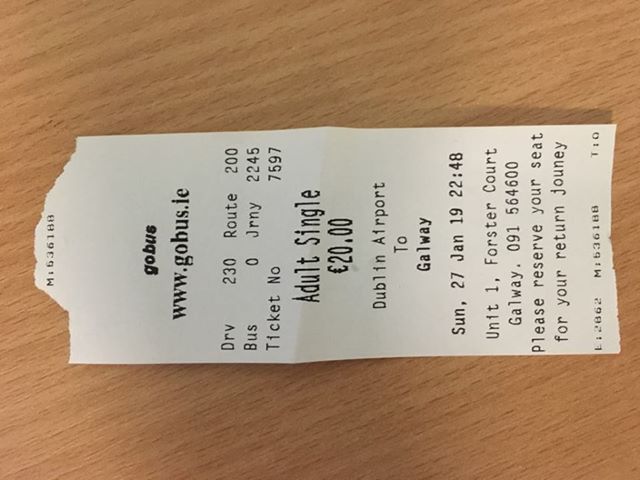 M:636188
gobus
www.gobus.ie
Drv 230 Route 200
Bus 0 Jrny 2245
Ticket No 7597
Adult Single
€20.00
Dublin Airport
To
Galway
Sun, 27 Jan 19 22:48
Unit 1, Forster Court
Galway. 091 564600
Please reserve your seat
for your return Jouney
E:2862 M:636188 T:0